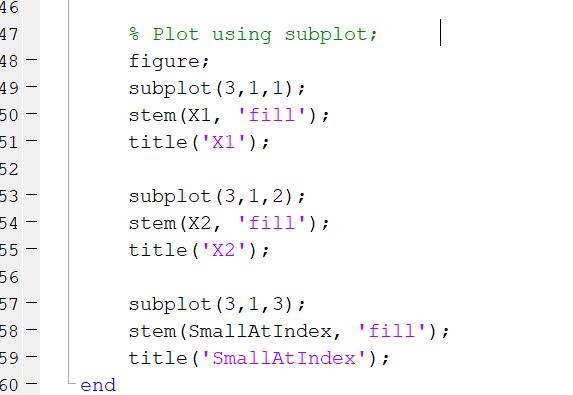 46
47 % Plot using subplot;
48 – figure;
49 – subplot(3,1,1);
50 – stem(X1, 'fill');
51 – title('X1');
52
53 – subplot(3,1,2);
54 – stem(X2, 'fill');
55 – title('X2');
56
57 – subplot(3,1,3);
58 – stem(SmallAtIndex, 'fill');
59 – title('SmallAtIndex');
60 – end